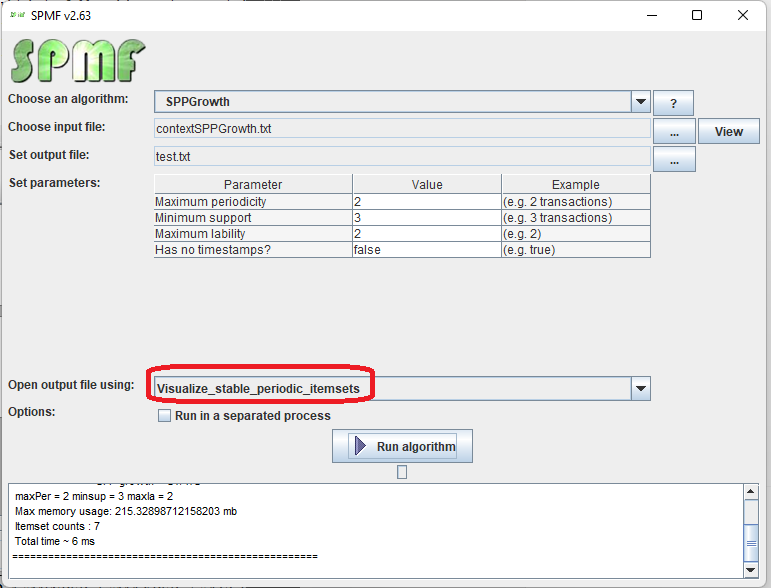 SPMF v2.63
SPMF
Choose an algorithm: SPPGrowth ?
Choose input file: contextSPPGrowth.txt ... View
Set output file: test.txt ...
Set parameters: Parameter Value Example
Maximum periodicity 2 (e.g. 2 transactions)
Minimum support 3 (e.g. 3 transactions)
Maximum lability 2 (e.g. 2)
Has no timestamps? false (e.g. true)
Open output file using: Visualize_stable_periodic_itemsets
Options: Run in a separated process
Run algorithm
maxPer = 2 minsup = 3 maxla = 2
Max memory usage: 215.32898712158203 mb
Itemset counts : 7
Total time ~ 6 ms
===================================================